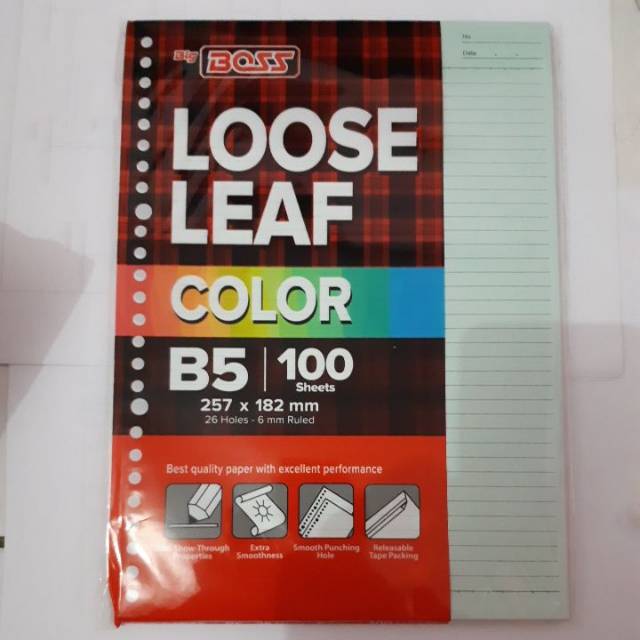 Big BOSS
No.
Date
LOOSE
LEAF
COLOR
B5 | 100
Sheets
257 x 182 mm
26 Holes - 6 mm Ruled
Best quality paper with excellent performance
Show-Through
Properties
Extra
Smoothness
Smooth Punching
Hole
Releasable
Tape Packing